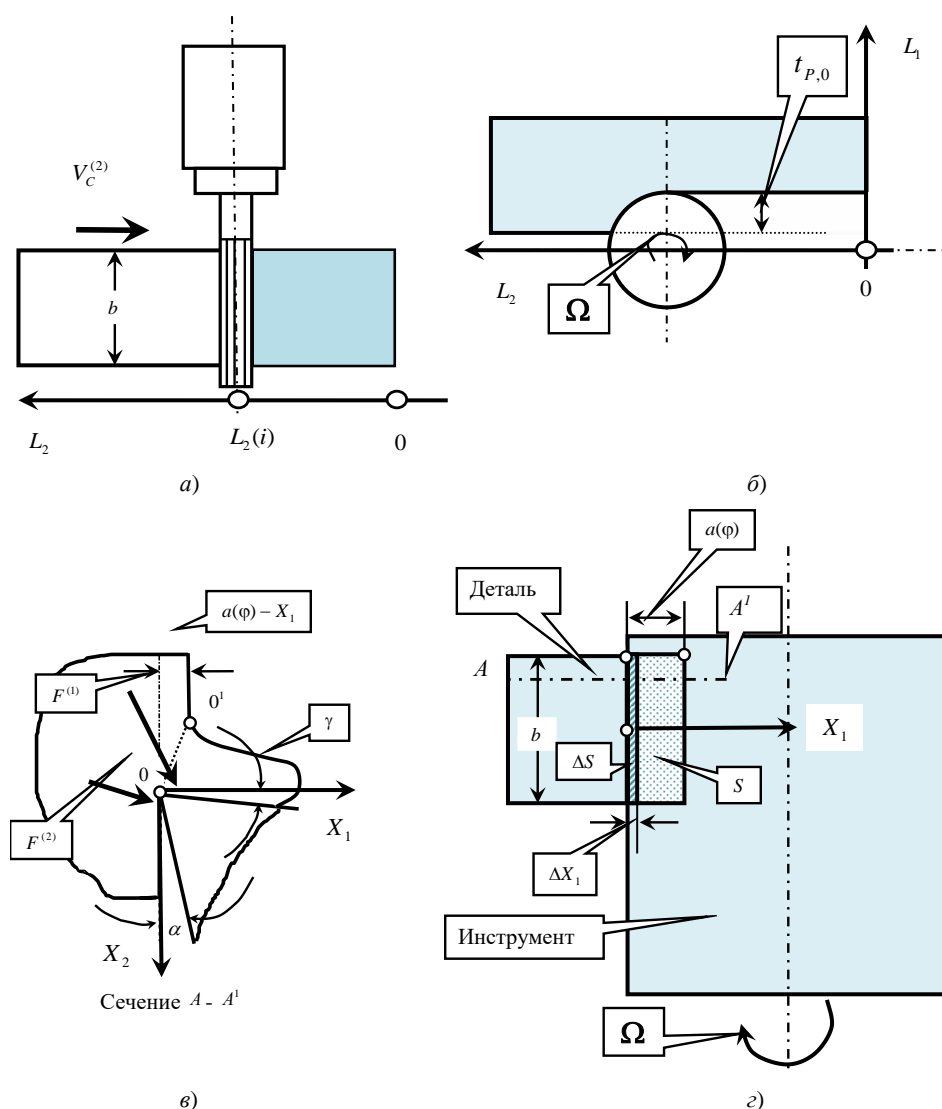 V_C^(2)
b
L_2
L_2(i)
0
а)
t_P,0
L_1
L_2
Ω
0
б)
a(φ) – X_1
F^(1)
0^1
γ
0
X_1
F^(2)
α
X_2
Сечение A - A^1
в)
a(φ)
Деталь
A^I
A
b
X_1
ΔS
S
ΔX_1
Инструмент
Ω
г)